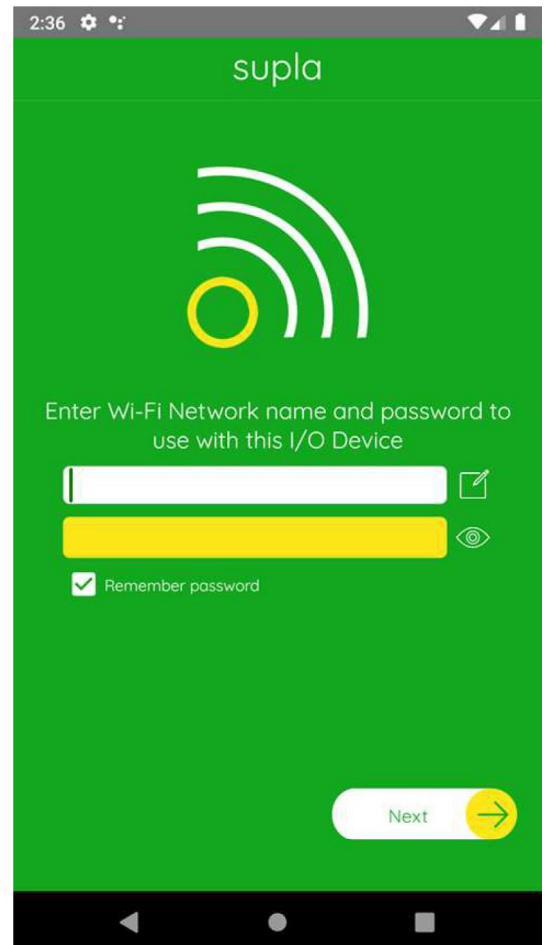 2:36
supla
Enter Wi-Fi Network name and password to
use with this I/O Device
Remember password
Next